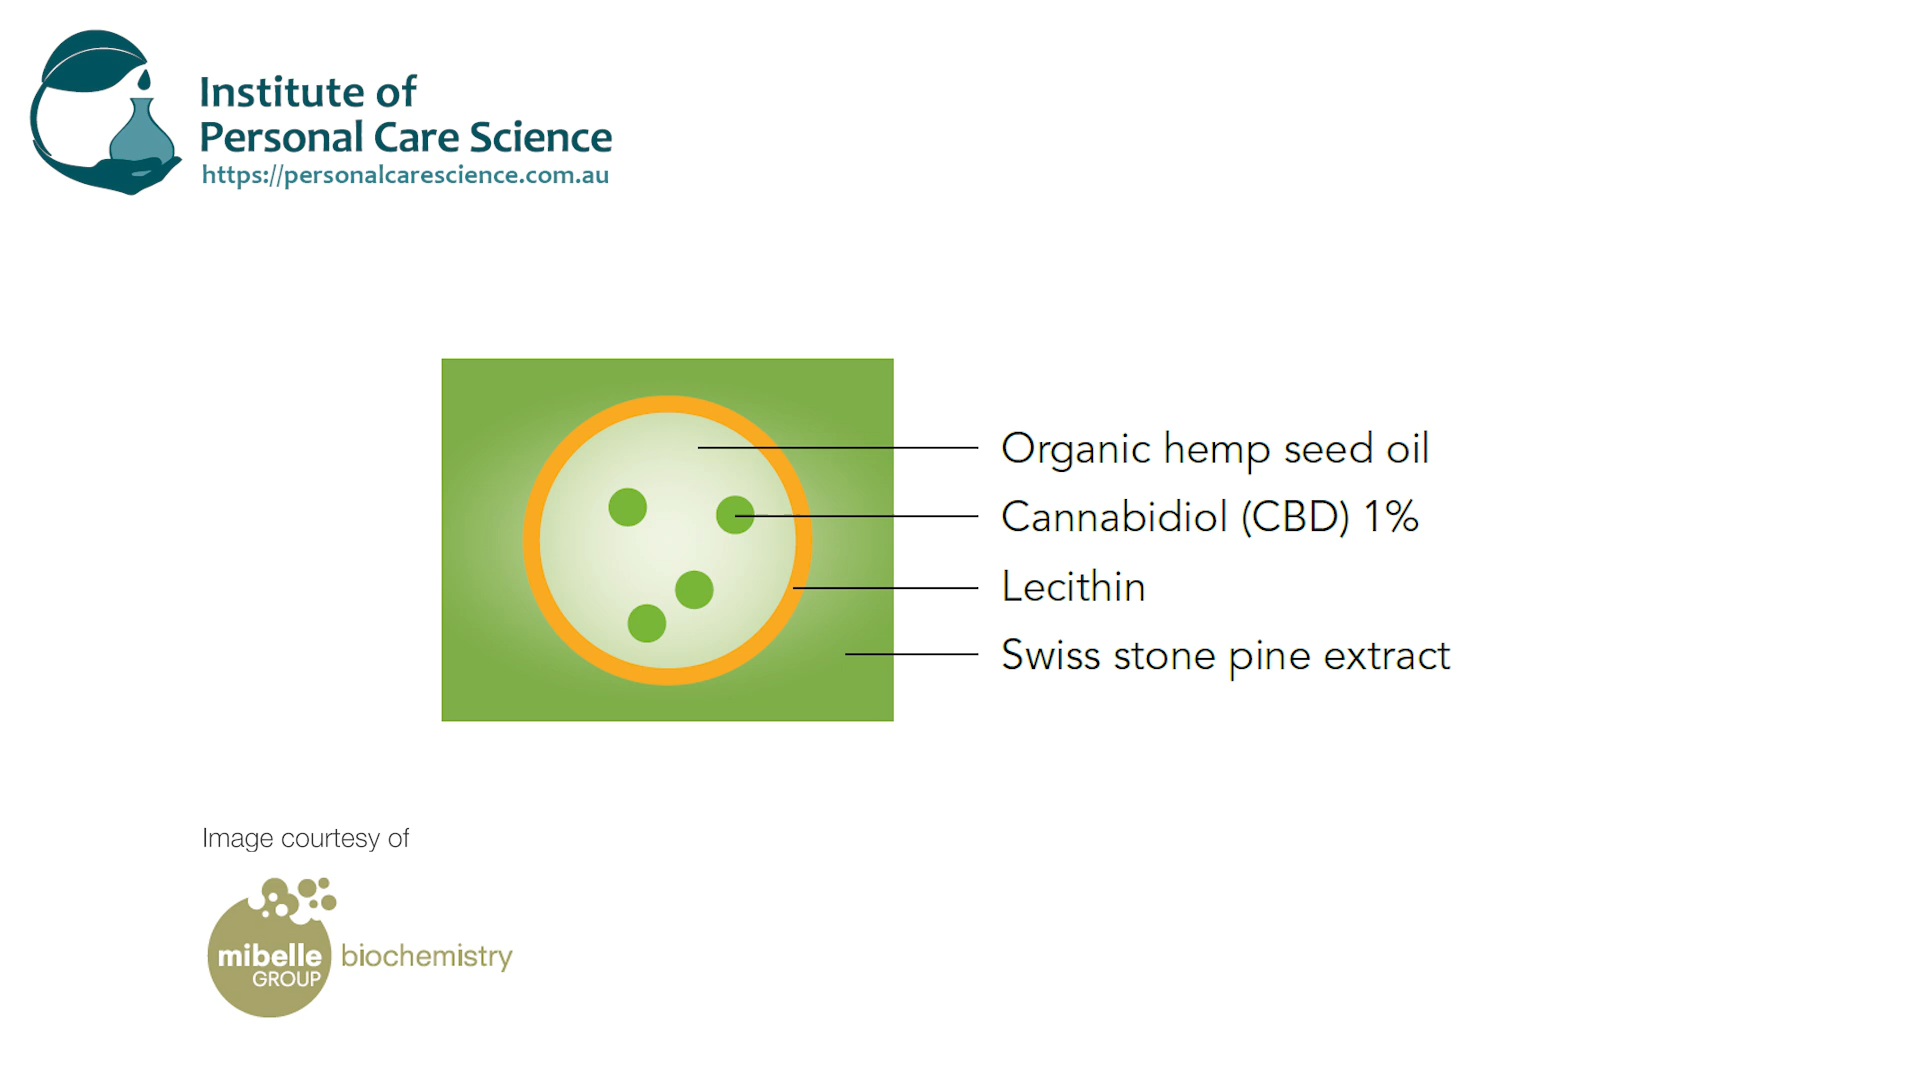 Institute of
Personal Care Science
https://personalcarescience.com.au
Organic hemp seed oil
Cannabidiol (CBD) 1%
Lecithin
Swiss stone pine extract
Image courtesy of
mibelle
GROUP
biochemistry